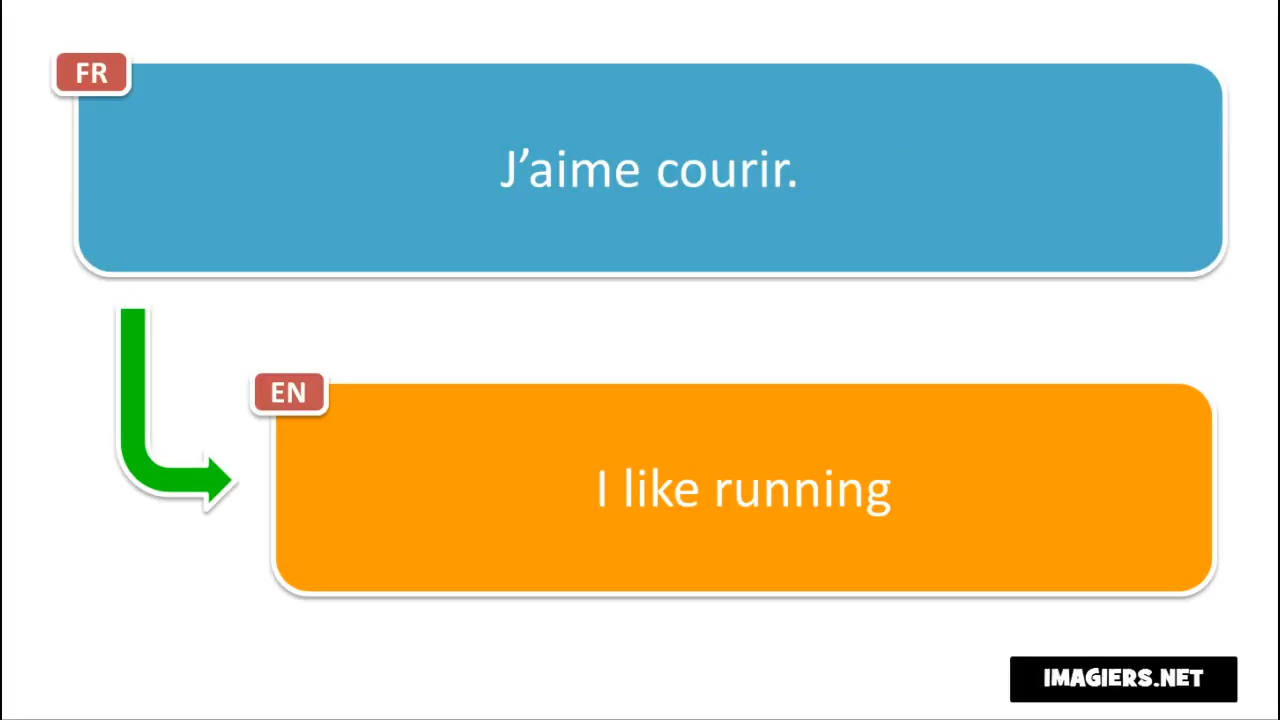 FR
J’aime courir.
EN
I like running
IMAGIERS.NET